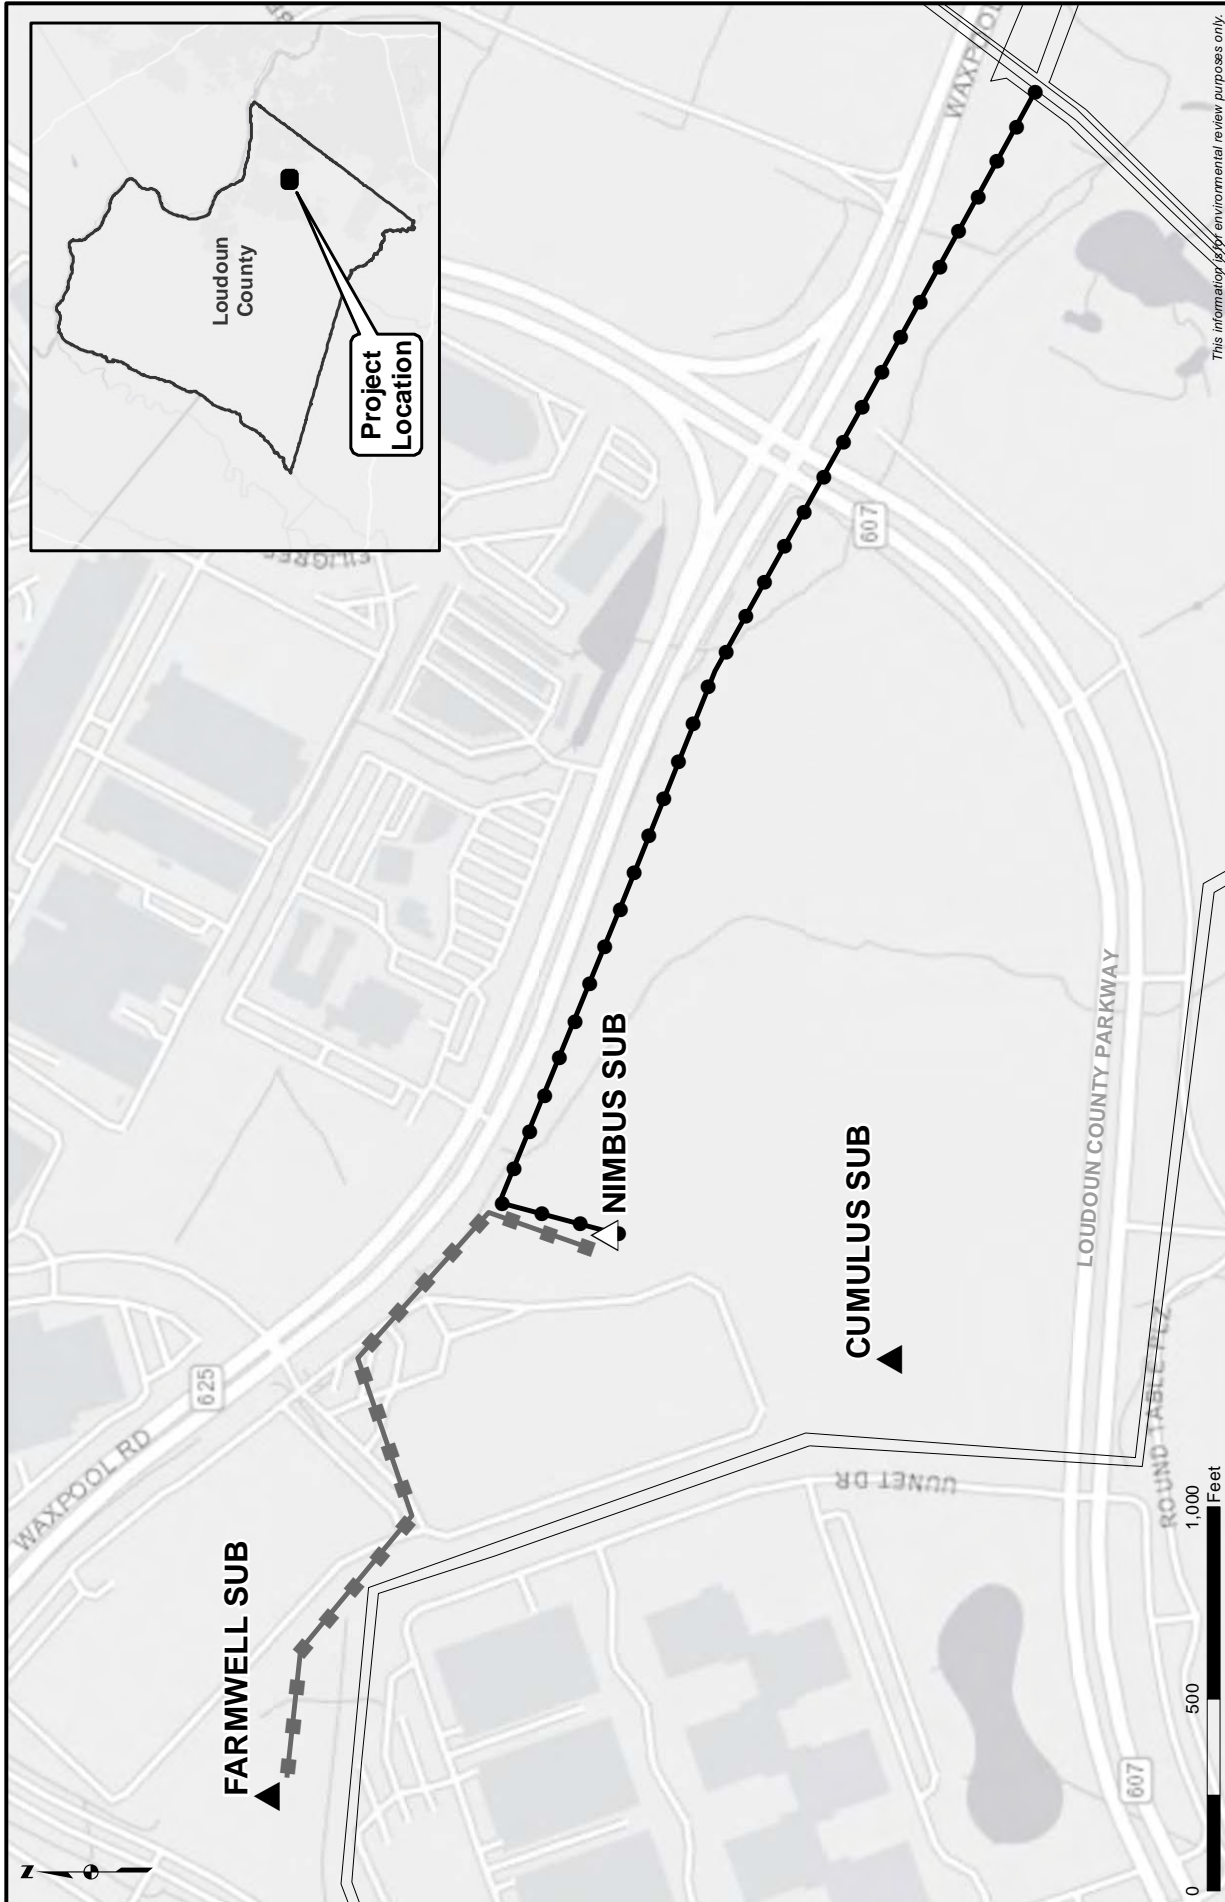 Loudoun
County
Project
Location
WAXPOOL
607
NIMBUS SUB
CUMULUS SUB
LOUDOUN COUNTY PARKWAY
625
WAXPOOL RD
FARMWELL SUB
UUNET DR
ROUND TABLE PLZ
607
N
0
500
1,000
Feet
This information is for environmental review purposes only.